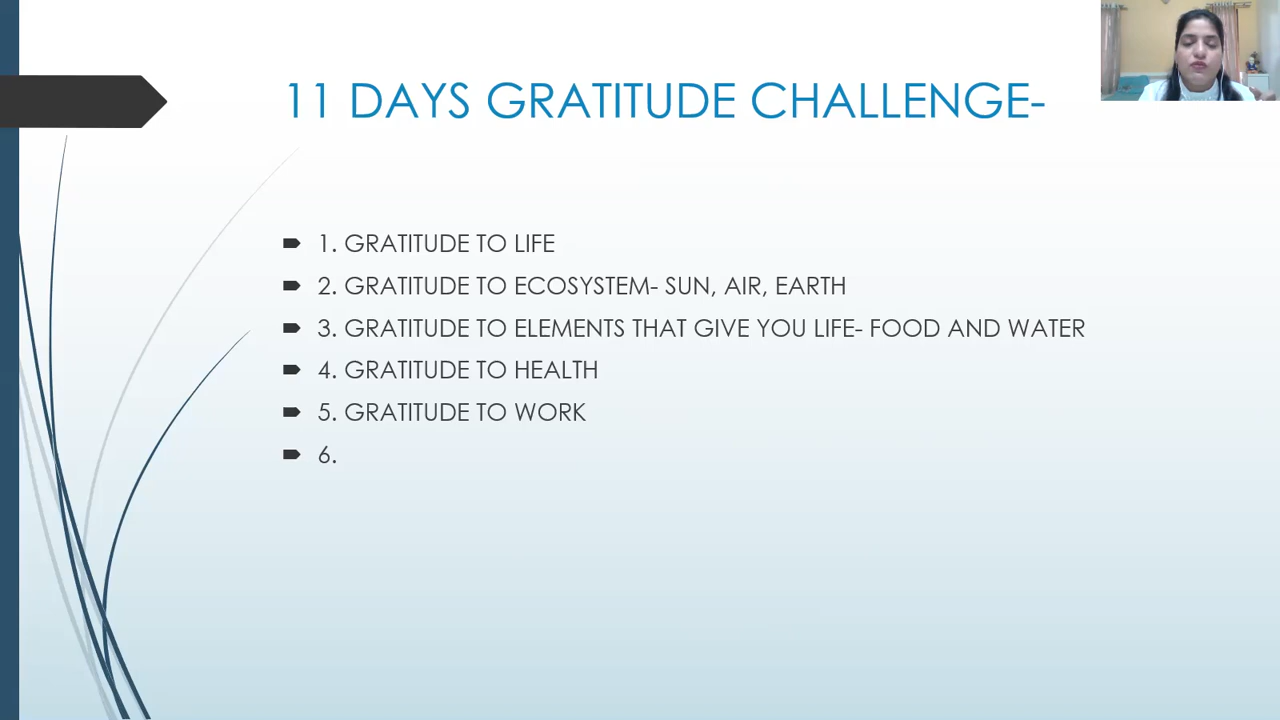 11 DAYS GRATITUDE CHALLENGE-
1. GRATITUDE TO LIFE
2. GRATITUDE TO ECOSYSTEM- SUN, AIR, EARTH
3. GRATITUDE TO ELEMENTS THAT GIVE YOU LIFE- FOOD AND WATER
4. GRATITUDE TO HEALTH
5. GRATITUDE TO WORK
6.